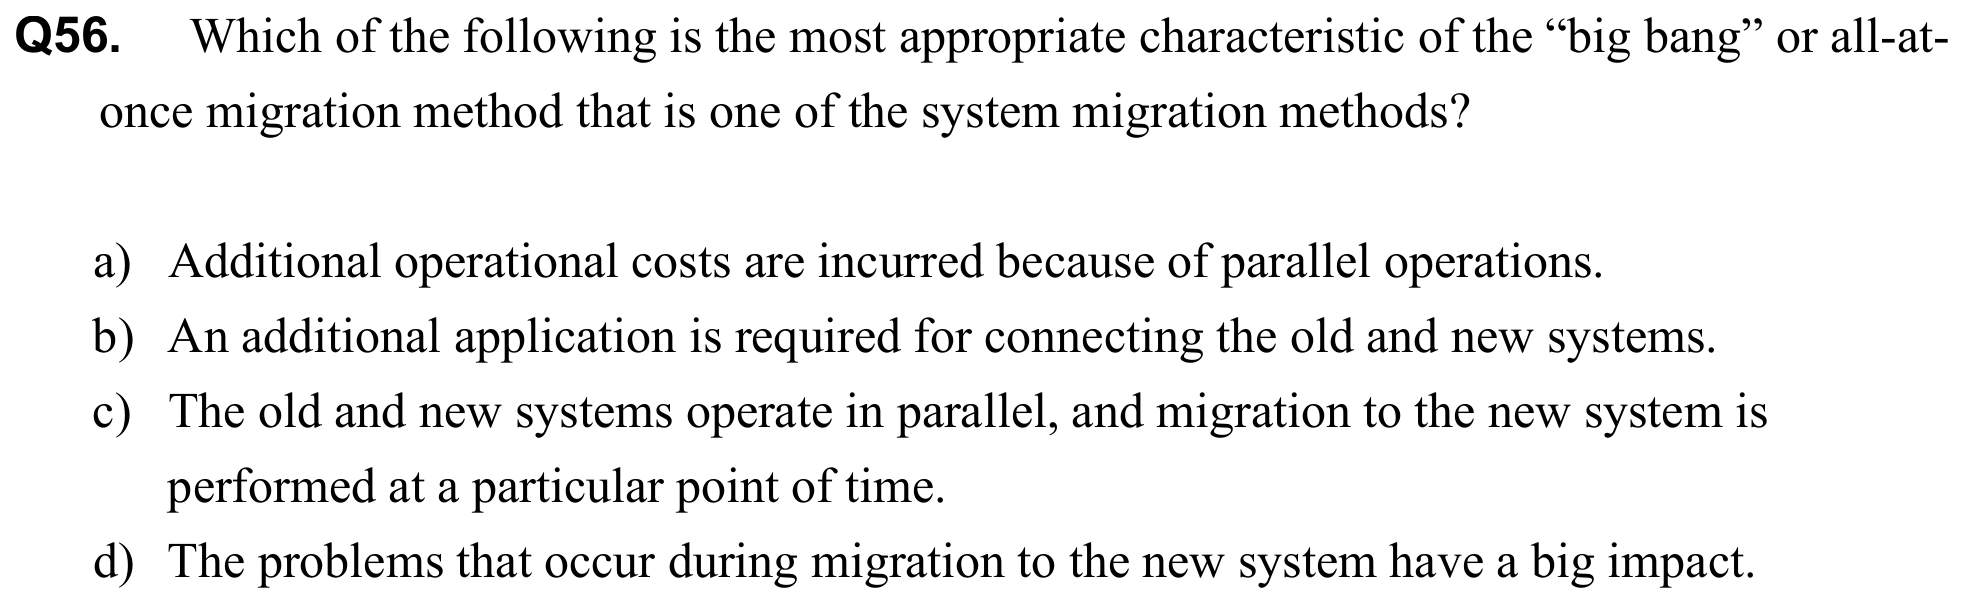 Q56. Which of the following is the most appropriate characteristic of the “big bang” or all-at-
once migration method that is one of the system migration methods?
a) Additional operational costs are incurred because of parallel operations.
b) An additional application is required for connecting the old and new systems.
c) The old and new systems operate in parallel, and migration to the new system is
performed at a particular point of time.
d) The problems that occur during migration to the new system have a big impact.